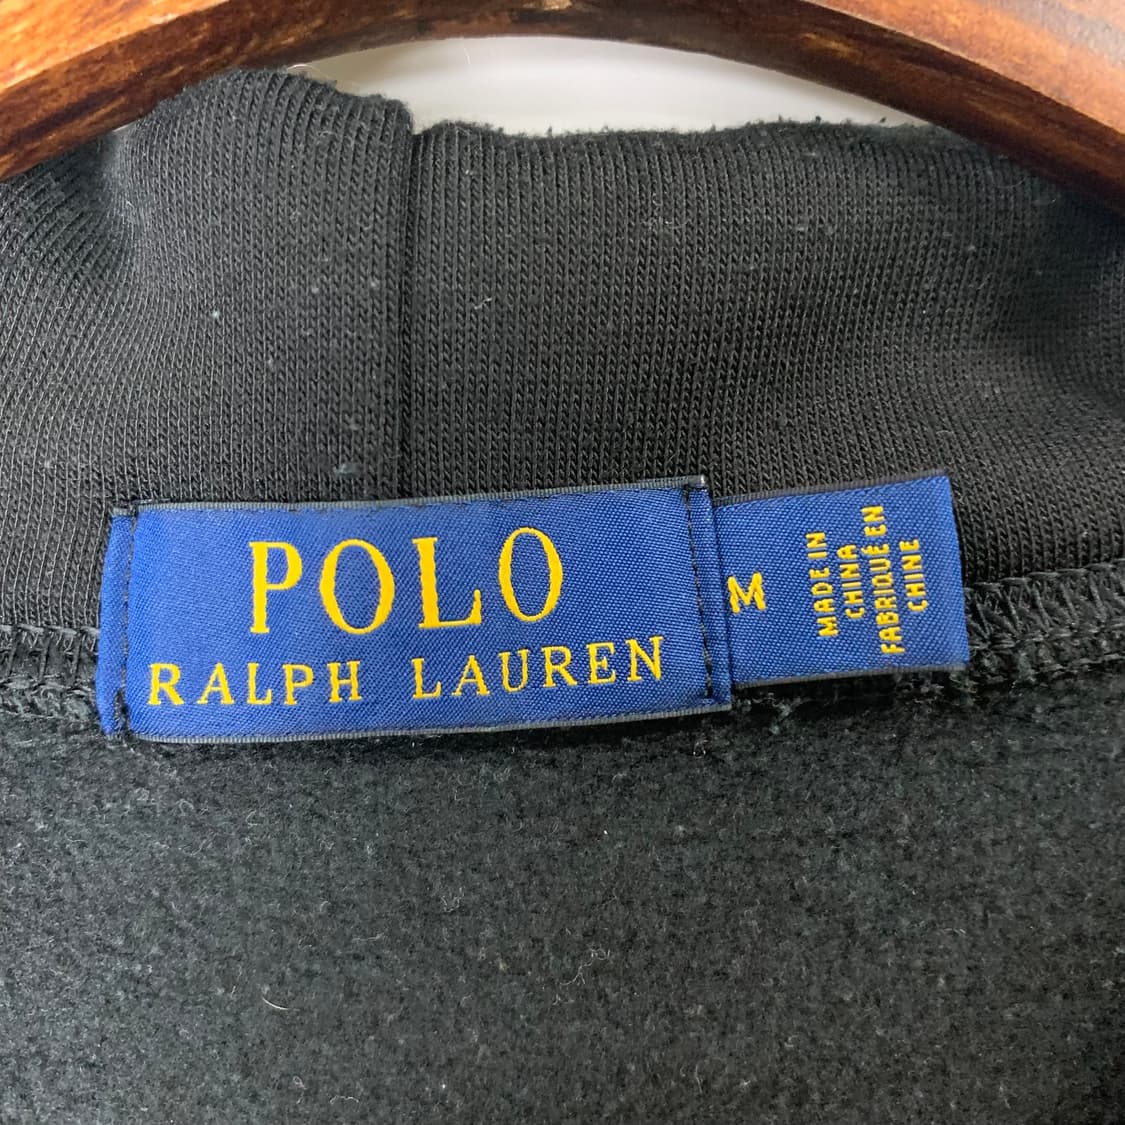 POLO
RALPH LAUREN
M
MADE IN
CHINA
FABRIQUÉ EN
CHINE